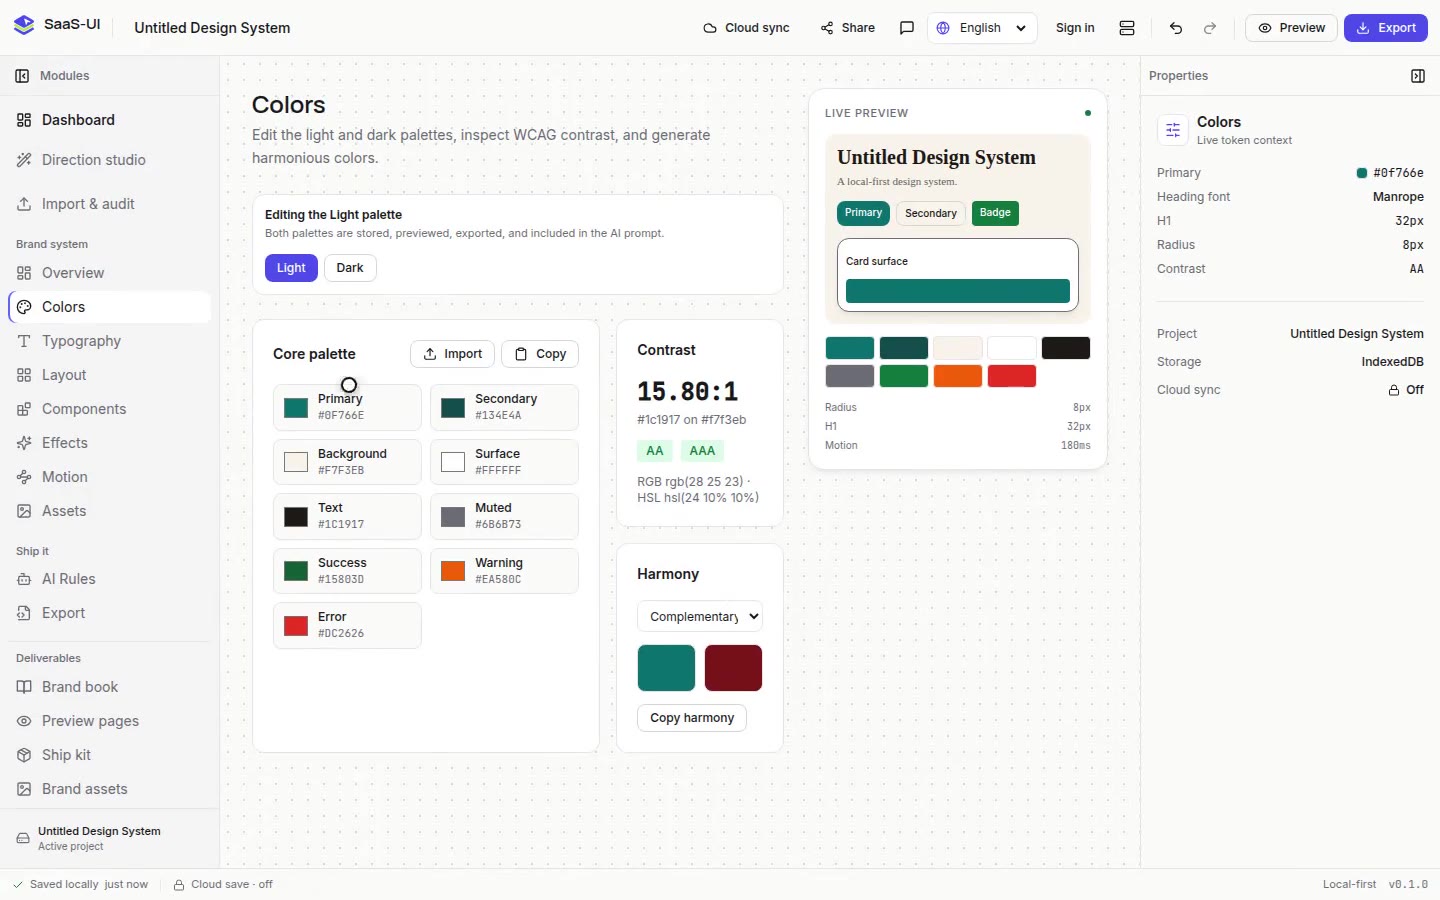 SaaS-UI
Untitled Design System
Cloud sync
Share
English
Sign in
Preview
Export
Modules
Dashboard
Direction studio
Import & audit
Brand system
Overview
Colors
Typography
Layout
Components
Effects
Motion
Assets
Ship it
AI Rules
Export
Deliverables
Brand book
Preview pages
Ship kit
Brand assets
Untitled Design System
Active project
Colors
Edit the light and dark palettes, inspect WCAG contrast, and generate
harmonious colors.
Editing the Light palette
Both palettes are stored, previewed, exported, and included in the AI prompt.
Light
Dark
Core palette
Import
Copy
Primary
#0F766E
Secondary
#134E4A
Background
#F7F3EB
Surface
#FFFFFF
Text
#1C1917
Muted
#6B6B73
Success
#15803D
Warning
#EA580C
Error
#DC2626
Contrast
15.80:1
#1c1917 on #f7f3eb
AA
AAA
RGB rgb(28 25 23) ·
HSL hsl(24 10% 10%)
Harmony
Complementary
Copy harmony
LIVE PREVIEW
Untitled Design System
A local-first design system.
Primary
Secondary
Badge
Card surface
Radius
8px
H1
32px
Motion
180ms
Properties
Colors
Live token context
Primary
#0f766e
Heading font
Manrope
H1
32px
Radius
8px
Contrast
AA
Project
Untitled Design System
Storage
IndexedDB
Cloud sync
Off
Saved locally just now
Cloud save · off
Local-first
v0.1.0